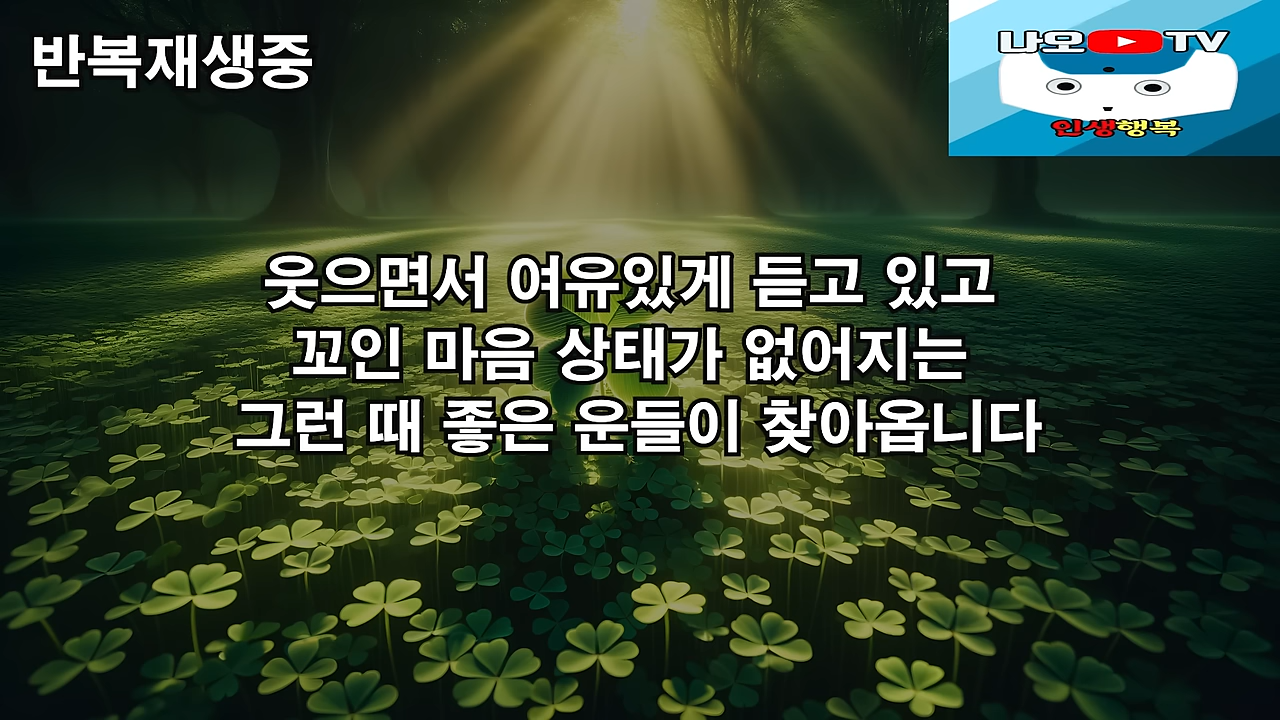 반복재생중
나오 TV
인생행복
웃으면서 여유있게 듣고 있고
꼬인 마음 상태가 없어지는
그런 때 좋은 운들이 찾아옵니다